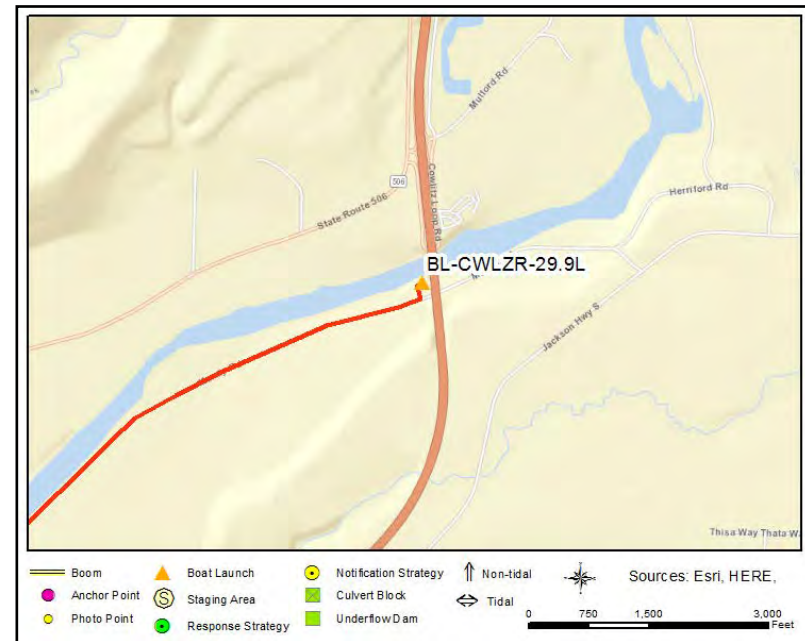 Mulford Rd
506
State Route 506
Cowlitz Loop Rd
Herriford Rd
BL-CWLZR-29.9L
Jackson Hwy S
Thisa Way Thata W
Boom
Boat Launch
Notification Strategy
Non-tidal
Sources: Esri, HERE,
Anchor Point
Staging Area
Culvert Block
Tidal
Photo Point
Response Strategy
Underflow Dam
0 750 1,500 3,000
Feet
S